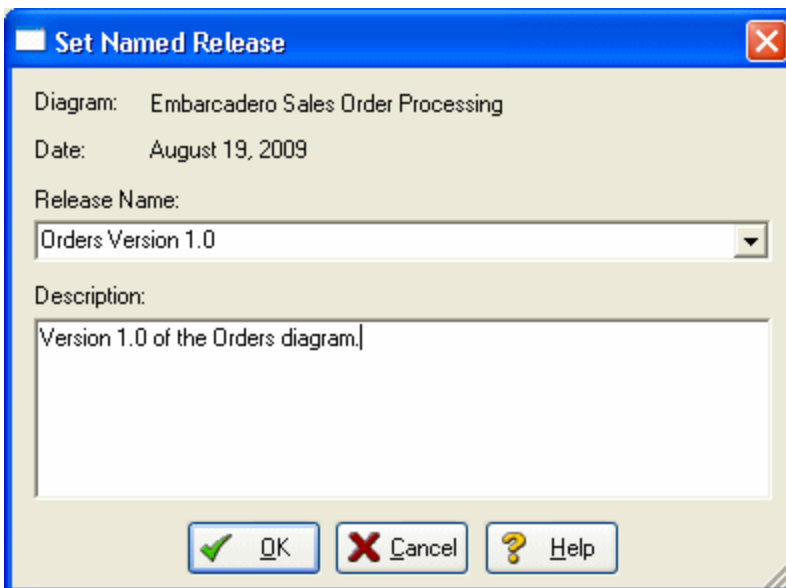 Set Named Release
Diagram: Embarcadero Sales Order Processing
Date: August 19, 2009
Release Name:
Orders Version 1.0
Description:
Version 1.0 of the Orders diagram.
OK Cancel Help